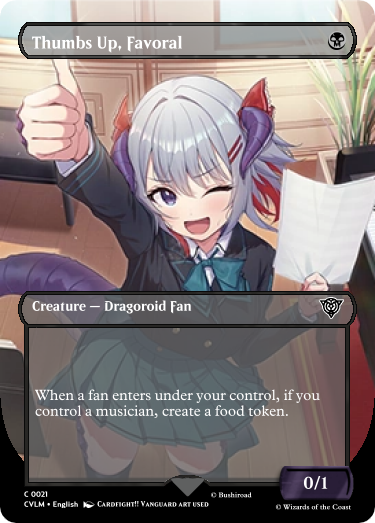 Thumbs Up, Favoral
Creature — Dragoroid Fan
When a fan enters under your control, if you
control a musician, create a food token.
0/1
C 0021
© Bushiroad
CVLM • English CARDFIGHT!! VANGUARD ART USED
© Wizards of the Coast